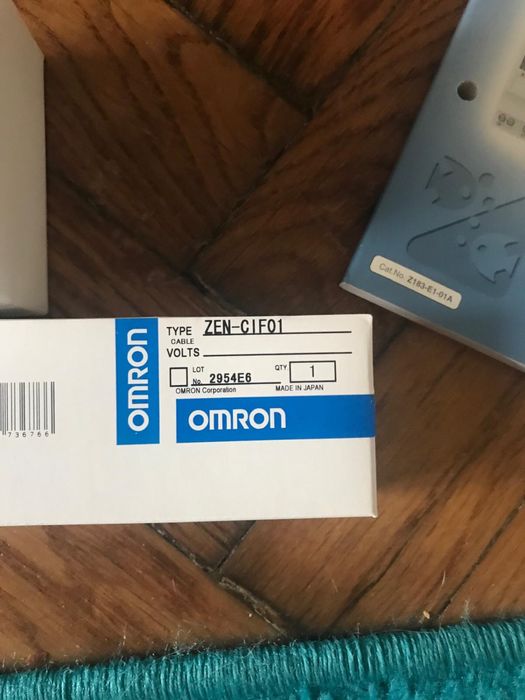 Cat.No. Z183-E1-01A
OMRON
TYPE ZEN-CIF01
CABLE
VOLTS
LOT
No. 2954E6
QTY. 1
OMRON Corporation MADE IN JAPAN
OMRON
736766